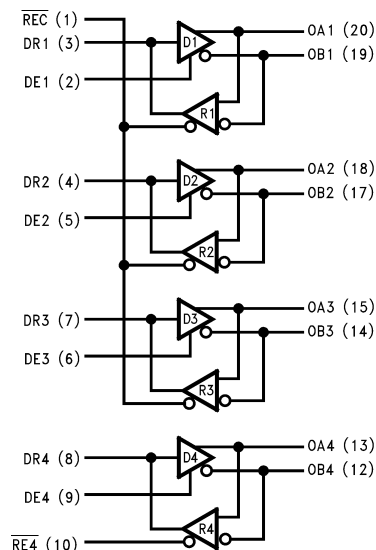 REC (1)
OA1 (20)
DR1 (3)
D1
OB1 (19)
DE1 (2)
R1
OA2 (18)
DR2 (4)
D2
OB2 (17)
DE2 (5)
R2
OA3 (15)
DR3 (7)
D3
OB3 (14)
DE3 (6)
R3
OA4 (13)
DR4 (8)
D4
OB4 (12)
DE4 (9)
R4
RE4 (10)